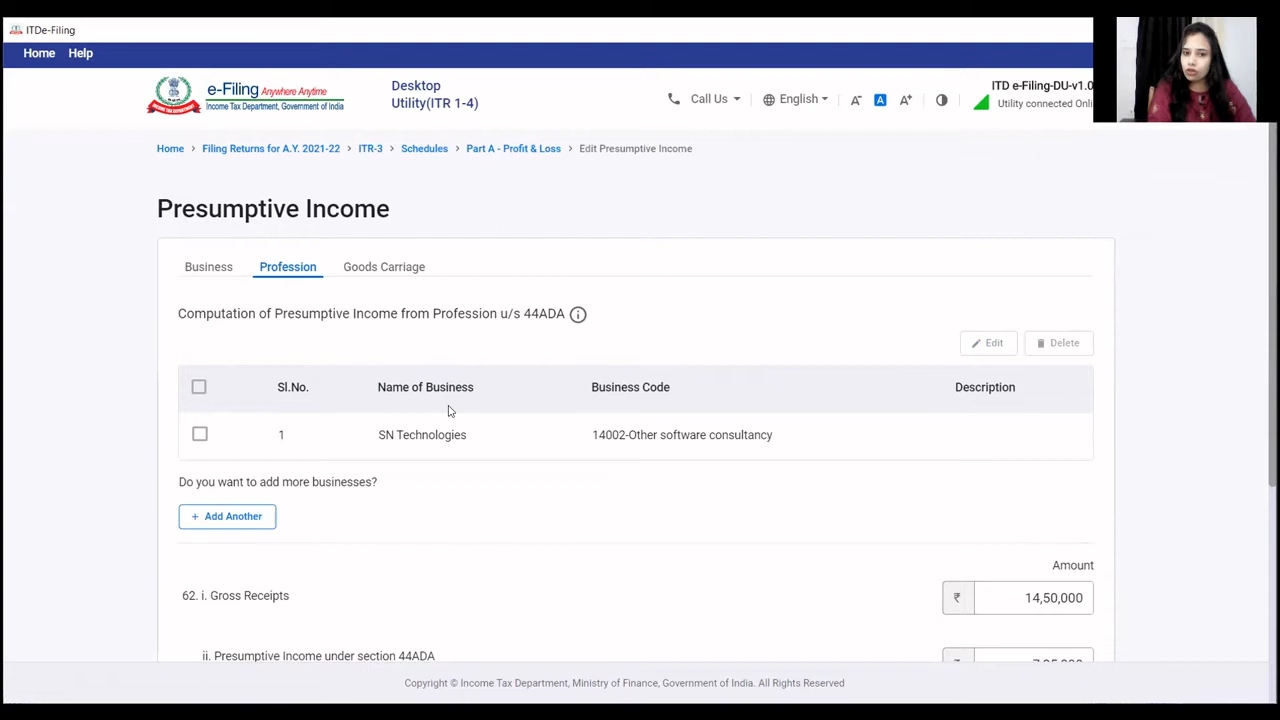 ITDe-Filing
Home Help
e-Filing Anywhere Anytime
Income Tax Department, Government of India
Desktop
Utility(ITR 1-4)
Call Us
English
A-
A
A+
ITD e-Filing-DU-v1.0
Utility connected Onli
Home > Filing Returns for A.Y. 2021-22 > ITR-3 > Schedules > Part A - Profit & Loss > Edit Presumptive Income
Presumptive Income
Business Profession Goods Carriage
Computation of Presumptive Income from Profession u/s 44ADA
Edit Delete
Sl.No. Name of Business Business Code Description
1 SN Technologies 14002-Other software consultancy
Do you want to add more businesses?
+ Add Another
Amount
62. i. Gross Receipts ₹ 14,50,000
ii. Presumptive Income under section 44ADA
Copyright © Income Tax Department, Ministry of Finance, Government of India. All Rights Reserved